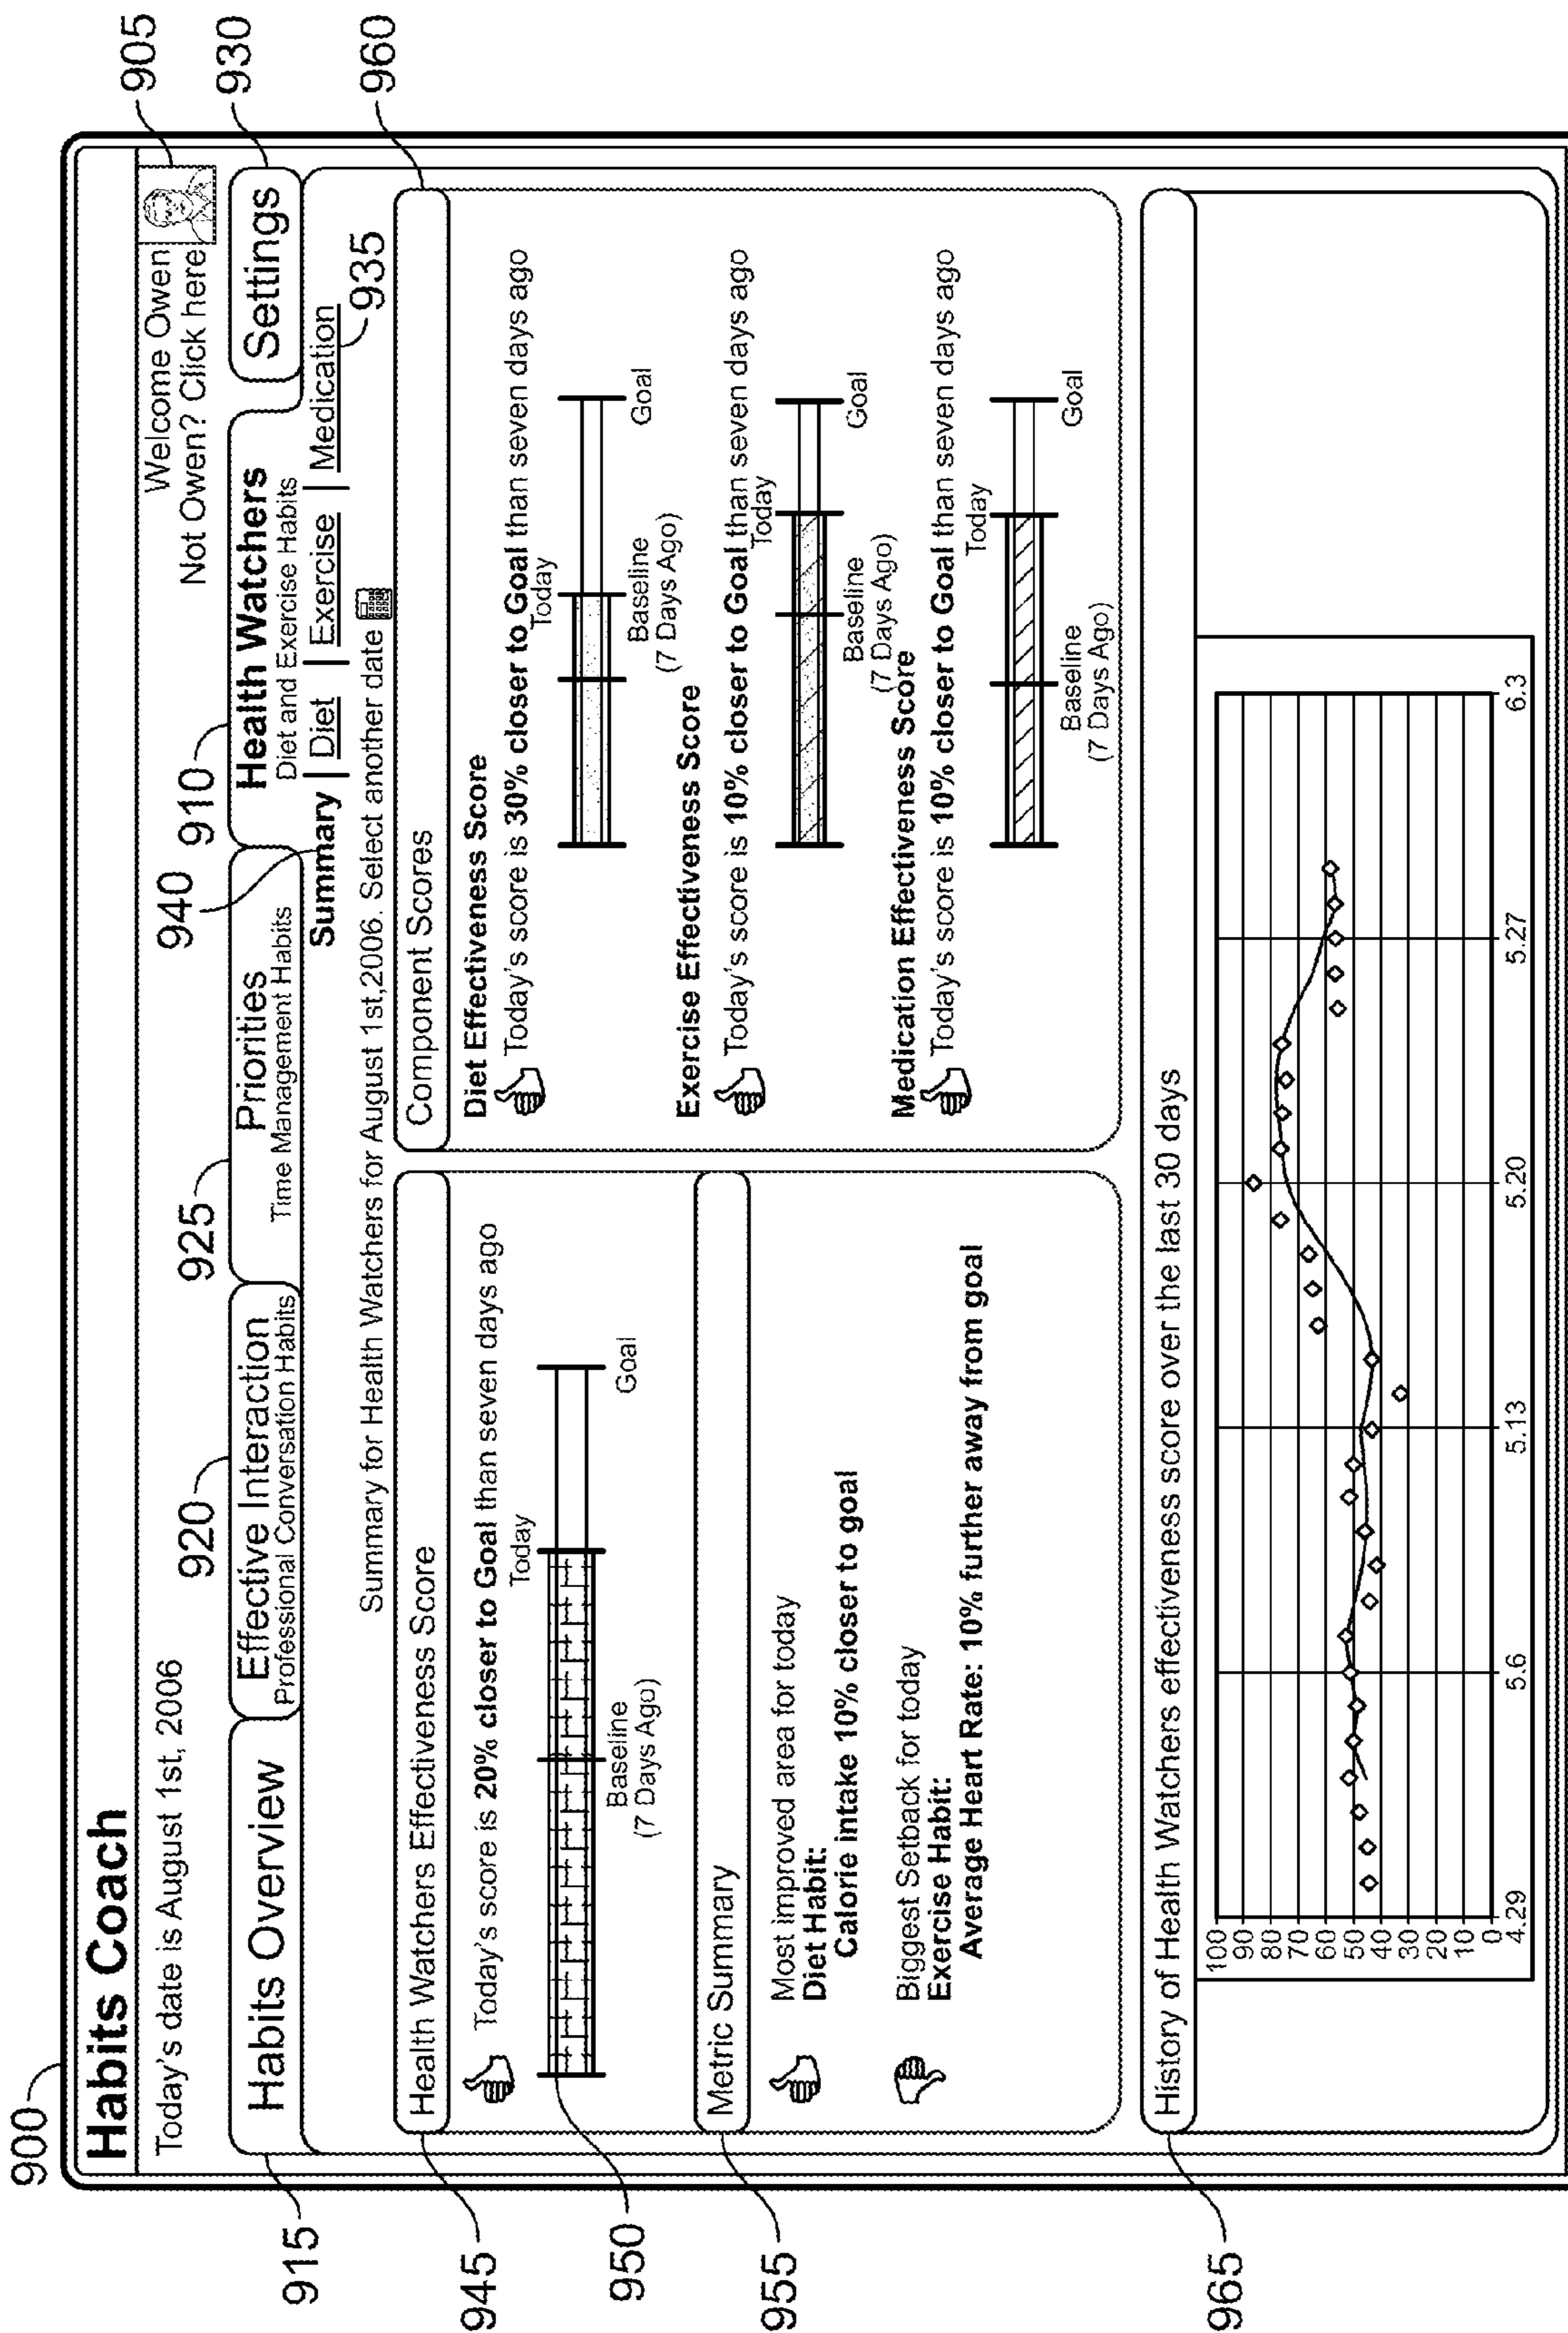 900
Habits Coach
Today's date is August 1st, 2006
Welcome Owen
Not Owen? Click here
905
915
Habits Overview
920
Effective Interaction
Professional Conversation Habits
925
Priorities
Time Management Habits
910
Health Watchers
Diet and Exercise Habits
Settings
930
940
Summary | Diet | Exercise | Medication
935
Summary for Health Watchers for August 1st,2006. Select another date
945
Health Watchers Effectiveness Score
Today's score is 20% closer to Goal than seven days ago
Today
950
Baseline
(7 Days Ago)
Goal
955
Metric Summary
Most improved area for today
Diet Habit:
Calorie intake 10% closer to goal
Biggest Setback for today
Exercise Habit:
Average Heart Rate: 10% further away from goal
960
Component Scores
Diet Effectiveness Score
Today's score is 30% closer to Goal than seven days ago
Today
Baseline
(7 Days Ago)
Goal
Exercise Effectiveness Score
Today's score is 10% closer to Goal than seven days ago
Today
Baseline
(7 Days Ago)
Goal
Medication Effectiveness Score
Today's score is 10% closer to Goal than seven days ago
Today
Baseline
(7 Days Ago)
Goal
965
History of Health Watchers effectiveness score over the last 30 days
100
90
80
70
60
50
40
30
20
10
0
4.29 5.6 5.13 5.20 5.27 6.3